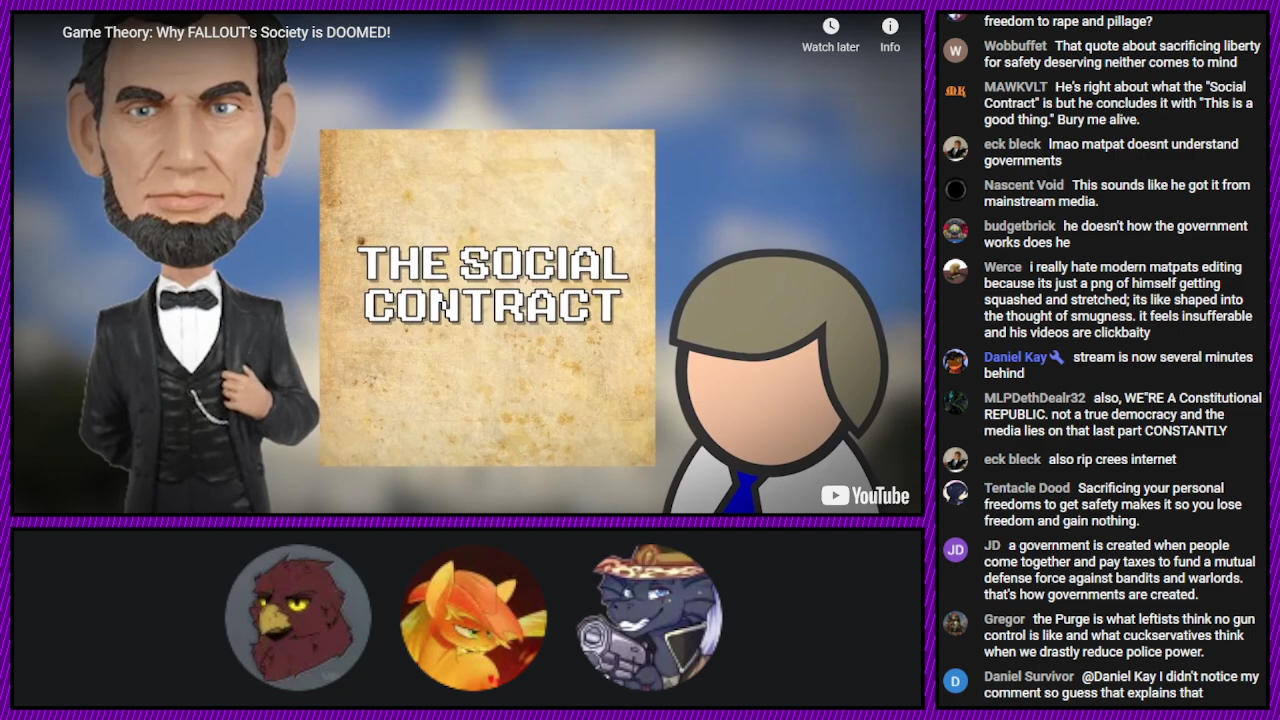 Game Theory: Why FALLOUT's Society is DOOMED!
Watch later
Info
THE SOCIAL
CONTRACT
YouTube
freedom to rape and pillage?
W
Wobbuffet That quote about sacrificing liberty
for safety deserving neither comes to mind
MK
MAWKVLT He's right about what the "Social
Contract" is but he concludes it with "This is a
good thing." Bury me alive.
eck bleck lmao matpat doesnt understand
governments
Nascent Void This sounds like he got it from
mainstream media.
budgetbrick he doesn't how the government
works does he
Werce i really hate modern matpats editing
because its just a png of himself getting
squashed and stretched; its like shaped into
the thought of smugness. it feels insufferable
and his videos are clickbaity
Daniel Kay stream is now several minutes
behind
MLPDethDealr32 also, WE"RE A Constitutional
REPUBLIC. not a true democracy and the
media lies on that last part CONSTANTLY
eck bleck also rip crees internet
Tentacle Dood Sacrificing your personal
freedoms to get safety makes it so you lose
freedom and gain nothing.
JD
JD a government is created when people
come together and pay taxes to fund a mutual
defense force against bandits and warlords.
that's how governments are created.
Gregor the Purge Is what leftists think no gun
control is like and what cuckservatives think
when we drastly reduce police power.
D
Daniel Survivor @Daniel Kay I didn't notice my
comment so guess that explains that